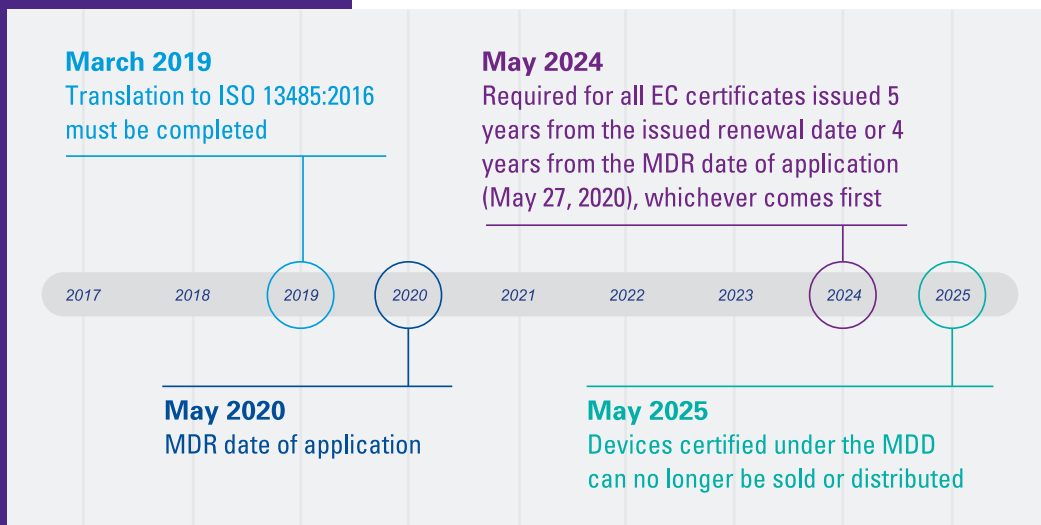 March 2019
Translation to ISO 13485:2016
must be completed
May 2024
Required for all EC certificates issued 5
years from the issued renewal date or 4
years from the MDR date of application
(May 27, 2020), whichever comes first
2017 2018 2019 2020 2021 2022 2023 2024 2025
May 2020
MDR date of application
May 2025
Devices certified under the MDD
can no longer be sold or distributed